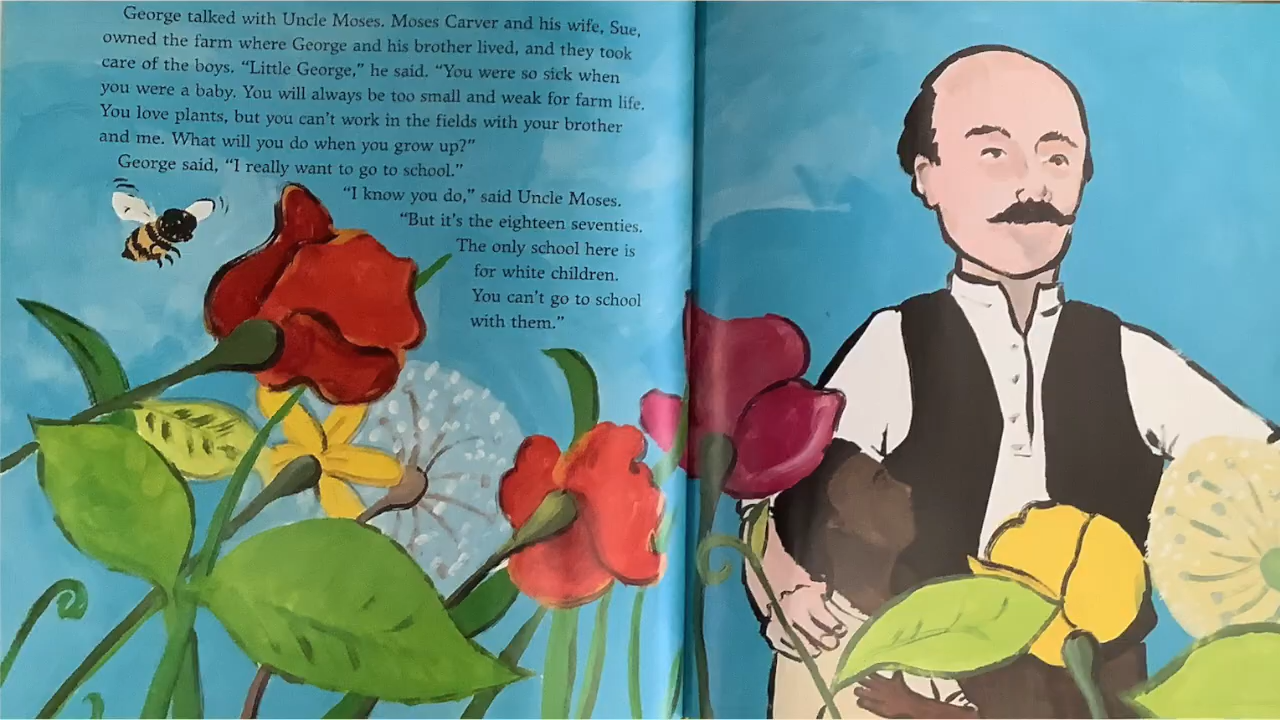 George talked with Uncle Moses. Moses Carver and his wife, Sue,
owned the farm where George and his brother lived, and they took
care of the boys. “Little George,” he said. “You were so sick when
you were a baby. You will always be too small and weak for farm life.
You love plants, but you can’t work in the fields with your brother
and me. What will you do when you grow up?”
George said, “I really want to go to school.”
“I know you do,” said Uncle Moses.
“But it’s the eighteen seventies.
The only school here is
for white children.
You can’t go to school
with them.”